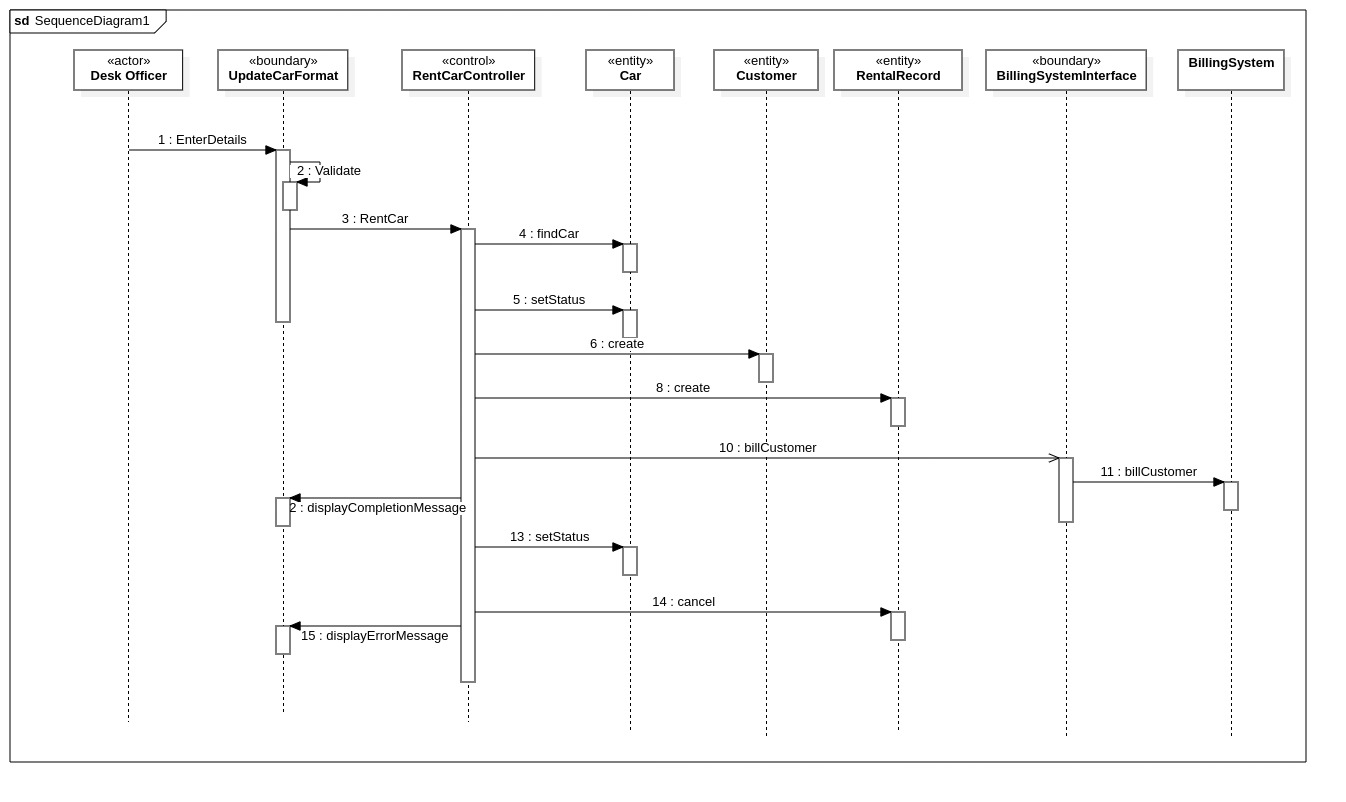 sd SequenceDiagram1
«actor»
Desk Officer
«boundary»
UpdateCarFormat
«control»
RentCarController
«entity»
Car
«entity»
Customer
«entity»
RentalRecord
«boundary»
BillingSystemInterface
BillingSystem
1 : EnterDetails
2 : Validate
3 : RentCar
4 : findCar
5 : setStatus
6 : create
8 : create
10 : billCustomer
11 : billCustomer
2 : displayCompletionMessage
13 : setStatus
14 : cancel
15 : displayErrorMessage